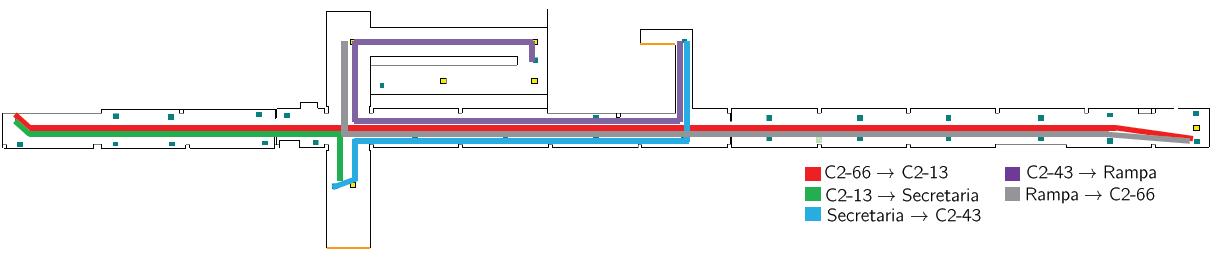 C2-66 → C2-13
C2-13 → Secretaria
Secretaria → C2-43
C2-43 → Rampa
Rampa → C2-66